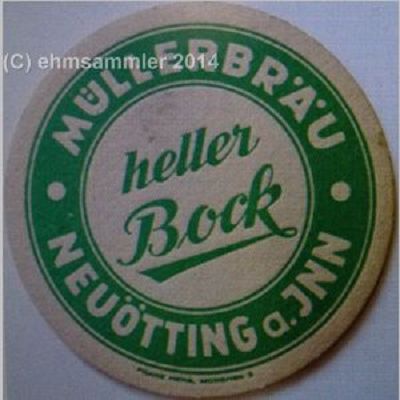 (C) ehmsammler 2014
MÜLLERBRÄU
heller
Bock
NEUÖTTING a. JNN